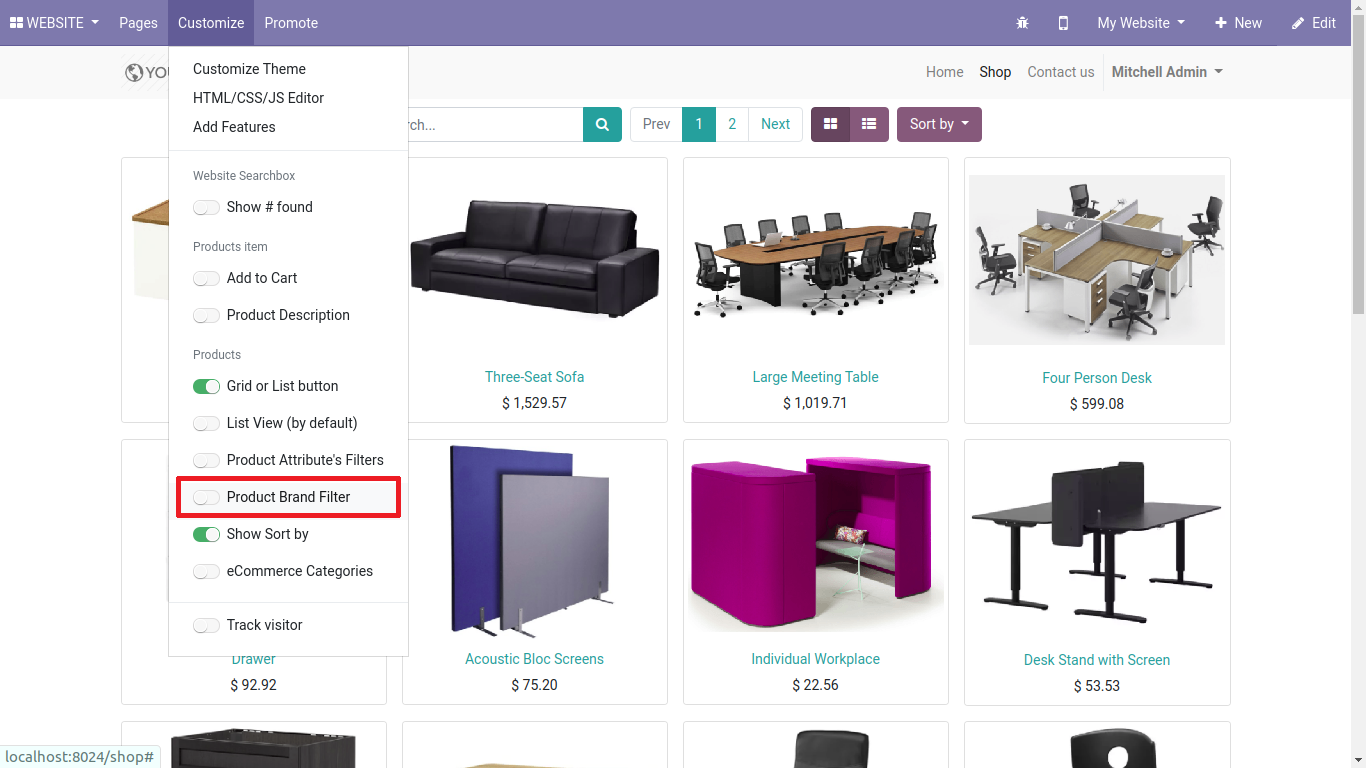 WEBSITE Pages Customize Promote My Website New Edit
YO
Home Shop Contact us Mitchell Admin
Customize Theme
HTML/CSS/JS Editor
Add Features
Website Searchbox
Show # found
Products item
Add to Cart
Product Description
Products
Grid or List button
List View (by default)
Product Attribute's Filters
Product Brand Filter
Show Sort by
eCommerce Categories
Track visitor
rch... Prev 1 2 Next Sort by
Three-Seat Sofa
$ 1,529.57
Large Meeting Table
$ 1,019.71
Four Person Desk
$ 599.08
Drawer
$ 92.92
Acoustic Bloc Screens
$ 75.20
Individual Workplace
$ 22.56
Desk Stand with Screen
$ 53.53
localhost:8024/shop#